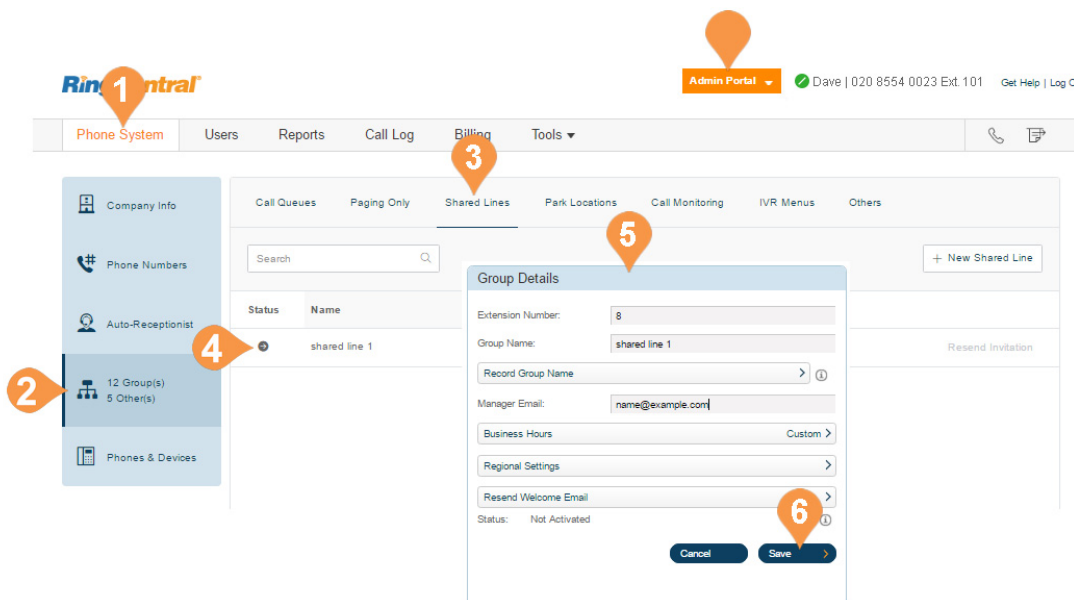 Admin Portal
Dave | 020 8554 0023 Ext. 101
Get Help | Log
1
Phone System
Users
Reports
Call Log
Billing
Tools
3
Company Info
Phone Numbers
Auto-Receptionist
2
12 Group(s)
5 Other(s)
Phones & Devices
Call Queues
Paging Only
Shared Lines
Park Locations
Call Monitoring
IVR Menus
Others
Search
+ New Shared Line
Status
Name
4
shared line 1
Resend Invitation
5
Group Details
Extension Number:
8
Group Name:
shared line 1
Record Group Name
Manager Email:
name@example.com
Business Hours
Custom
Regional Settings
Resend Welcome Email
Status:
Not Activated
6
Cancel
Save